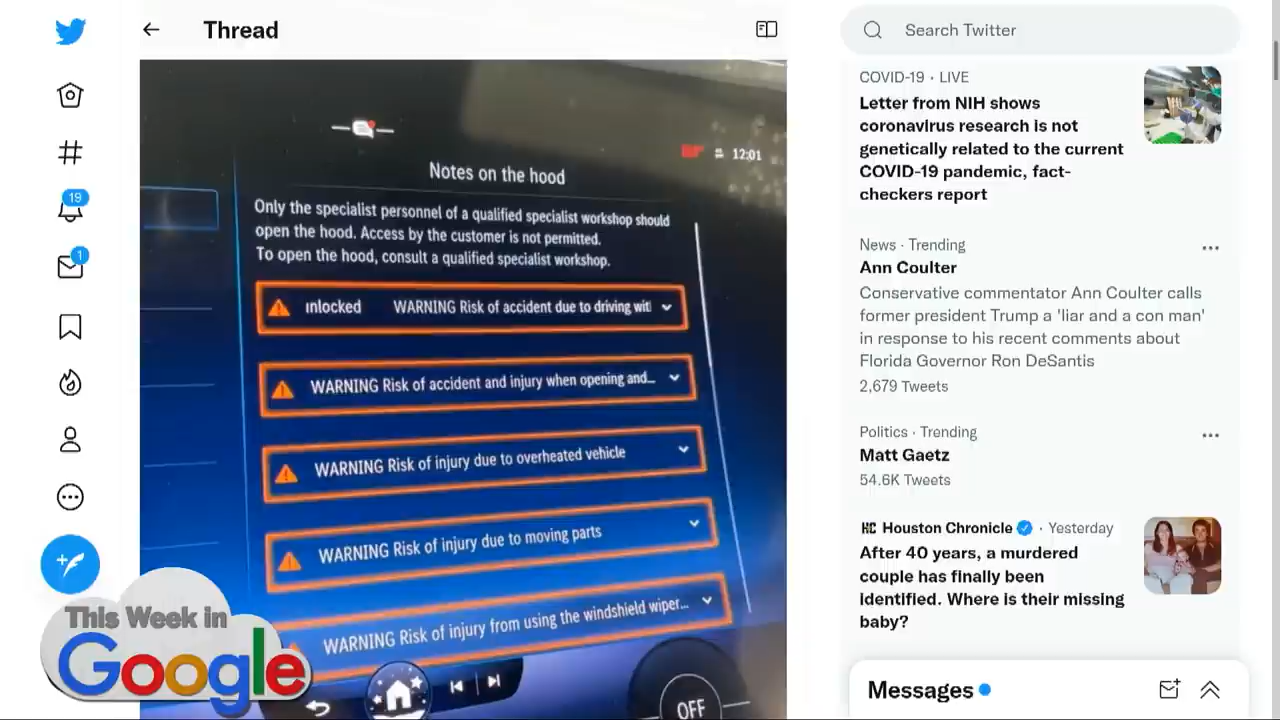 Thread
Search Twitter
12:01
Notes on the hood
Only the specialist personnel of a qualified specialist workshop should
open the hood. Access by the customer is not permitted.
To open the hood, consult a qualified specialist workshop.
inlocked WARNING Risk of accident due to driving wit
WARNING Risk of accident and injury when opening and...
WARNING Risk of injury due to overheated vehicle
WARNING Risk of injury due to moving parts
WARNING Risk of injury from using the windshield wiper...
OFF
19
1
This Week in
Google
COVID-19 · LIVE
Letter from NIH shows
coronavirus research is not
genetically related to the current
COVID-19 pandemic, fact-
checkers report
News · Trending
Ann Coulter
Conservative commentator Ann Coulter calls
former president Trump a 'liar and a con man'
in response to his recent comments about
Florida Governor Ron DeSantis
2,679 Tweets
Politics · Trending
Matt Gaetz
54.6K Tweets
HC Houston Chronicle · Yesterday
After 40 years, a murdered
couple has finally been
identified. Where is their missing
baby?
Messages